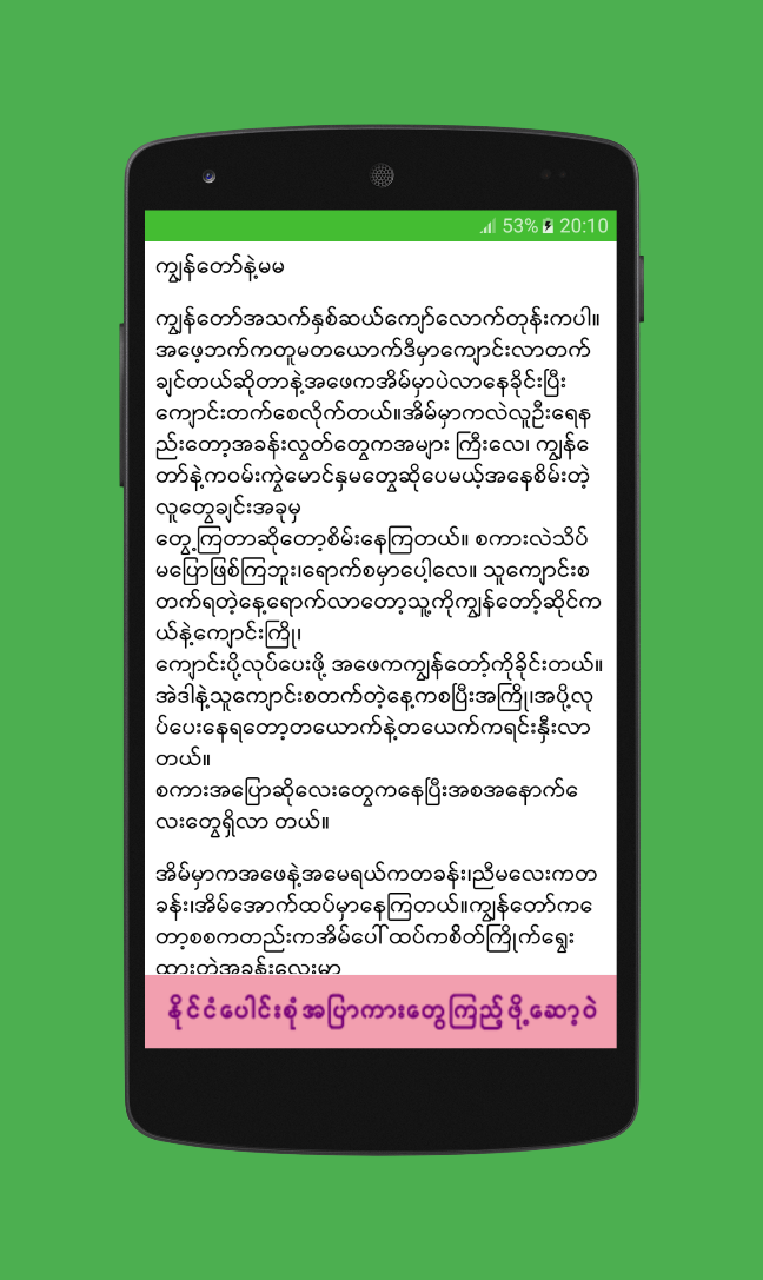 53% 20:10
ကျွန်တော်နဲ့မမ
ကျွန်တော်အသက်နှစ်ဆယ်ကျော်လောက်တုန်းကပါ။
အဖေ့ဘက်ကတူမတယောက်ဒီမှာကျောင်းလာတက်
ချင်တယ်ဆိုတာနဲ့အဖေကအိမ်မှာပဲလာနေခိုင်းပြီး
ကျောင်းတက်စေလိုက်တယ်။အိမ်မှာကလဲလူဦးရေန
ည်းတော့အခန်းလွတ်တွေကအများ ကြီးလေ၊ ကျွန်ေ
တာ်နဲ့ကဝမ်းကွဲမောင်နှမတွေဆိုပေမယ့်အနေစိမ်းတဲ့
လူတွေချင်းအခုမှ
တွေ့ကြတာဆိုတော့စိမ်းနေကြတယ်။ စကားလဲသိပ်
မပြောဖြစ်ကြဘူး၊ရောက်စမှာပေါ့လေ။ သူကျောင်းစ
တက်ရတဲ့နေ့ရောက်လာတော့သူ့ကိုကျွန်တော့်ဆိုင်က
ယ်နဲ့ကျောင်းကြို၊
ကျောင်းပို့လုပ်ပေးဖို့ အဖေကကျွန်တော့်ကိုခိုင်းတယ်။
အဲဒါနဲ့သူကျောင်းစတက်တဲ့နေ့ကစပြီးအကြို၊အပို့လု
ပ်ပေးနေရတော့တယောက်နဲ့တယေက်ကရင်းနှီးလာ
တယ်။
စကားအပြောဆိုလေးတွေကနေပြီးအစအနောက်ေ
လးတွေရှိလာ တယ်။
အိမ်မှာကအဖေနဲ့အမေရယ်ကတခန်း၊ညီမလေးကတ
ခန်း၊အိမ်အောက်ထပ်မှာနေကြတယ်။ကျွန်တော်ကေ
တာ့စစကတည်းကအိမ်ပေါ် ထပ်ကစိတ်ကြိုက်ရွေး
ထားတဲ့အခန်းလေးမှာ
နိုင်ငံပေါင်းစုံအပြာကားတွေကြည့်ဖို့ဆော့ဝဲ